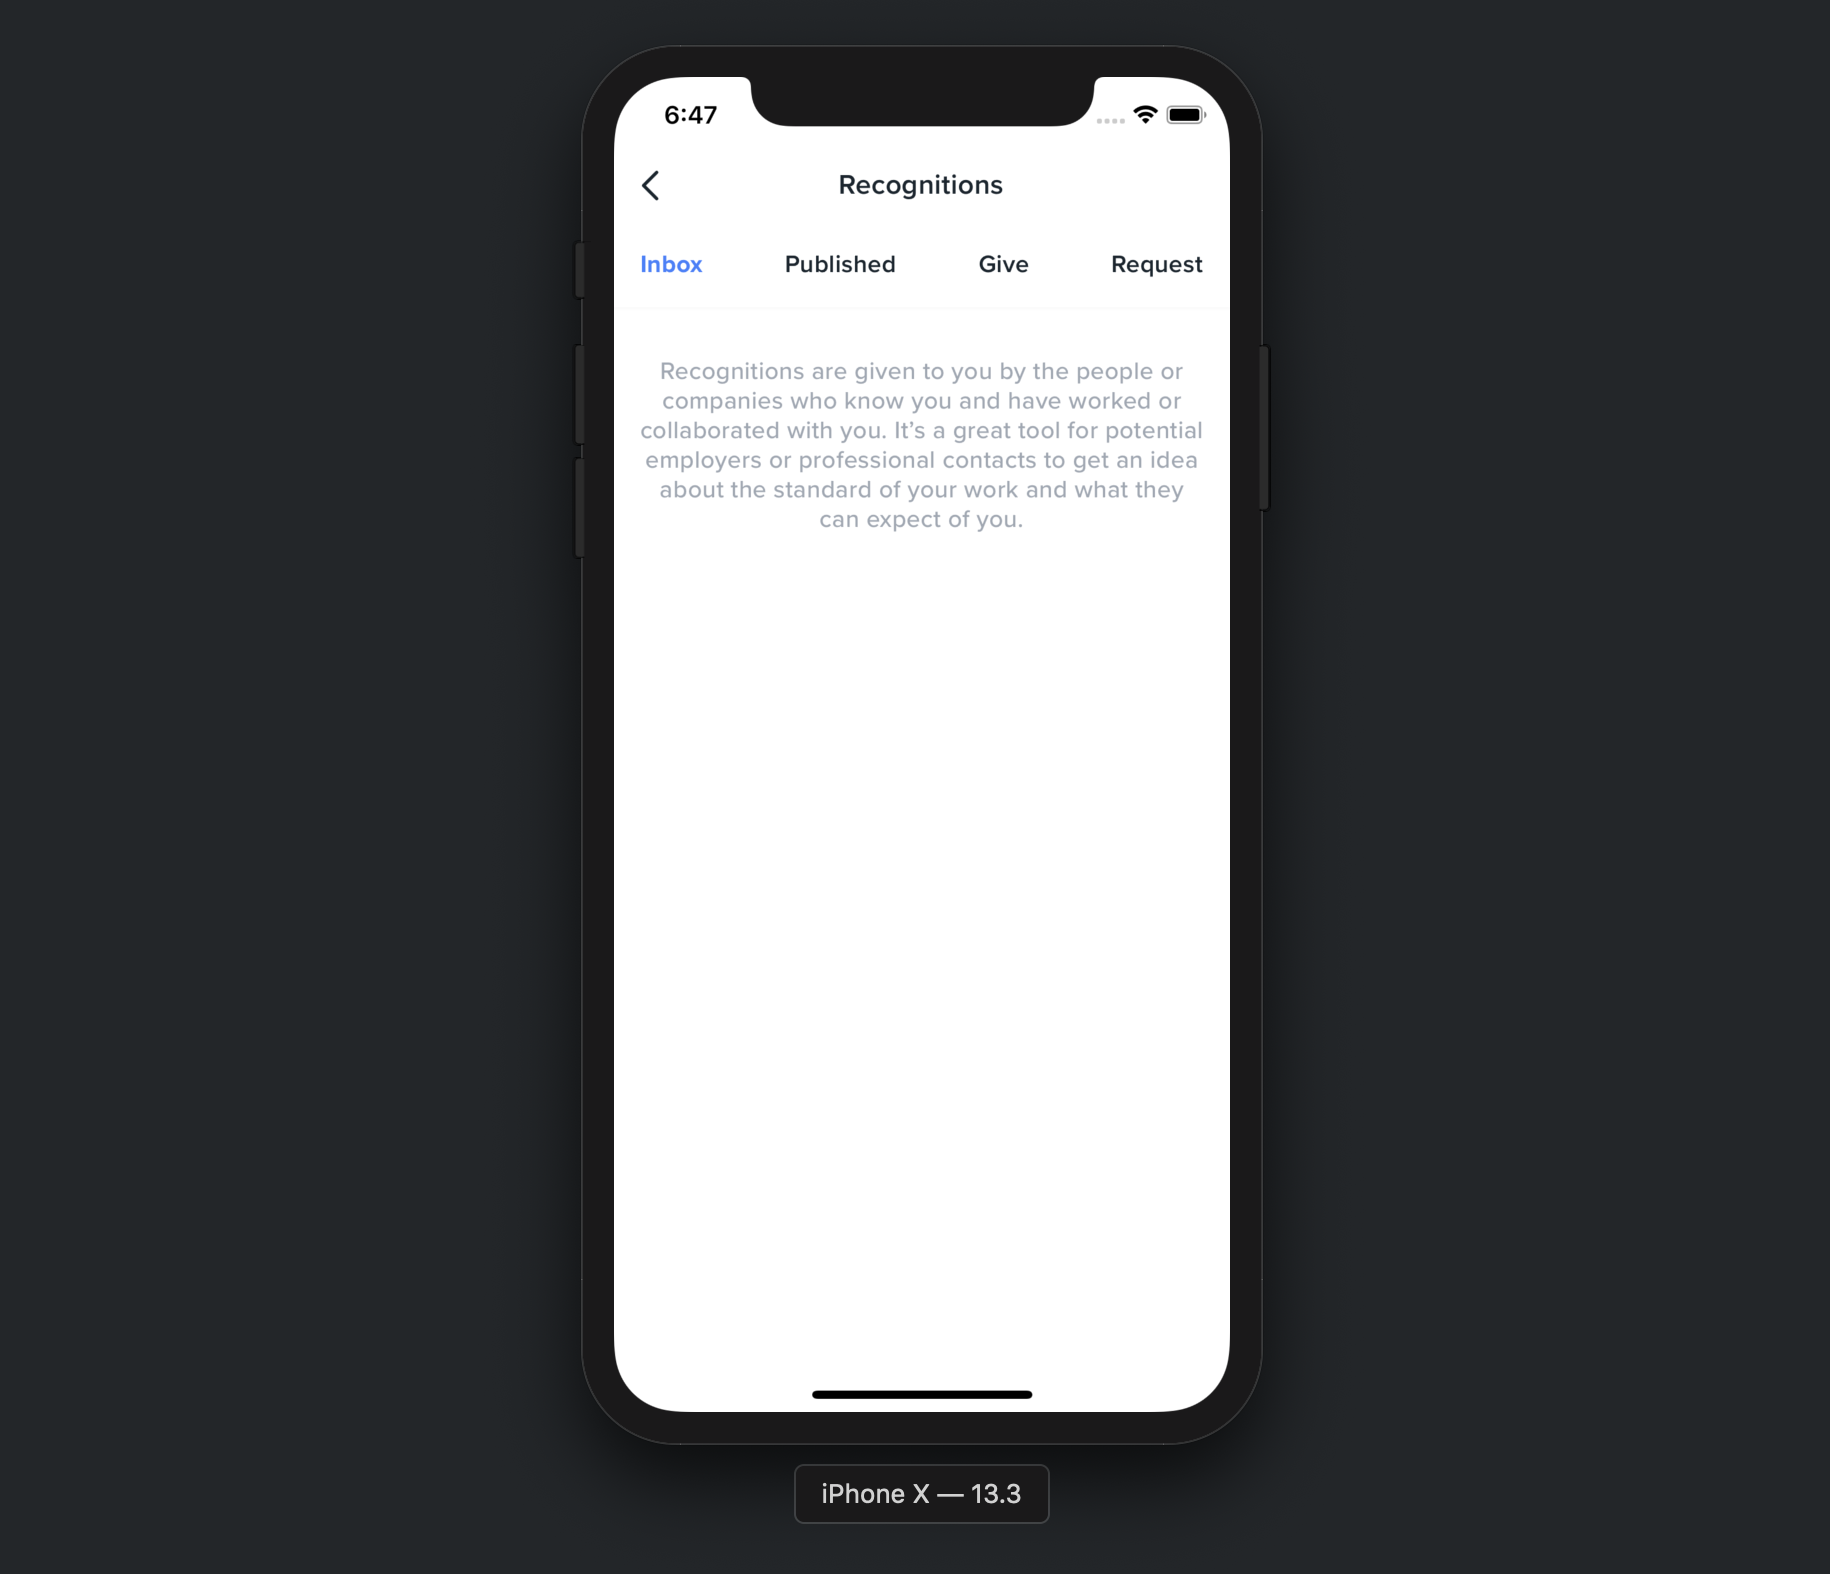 6:47
Recognitions
Inbox Published Give Request
Recognitions are given to you by the people or
companies who know you and have worked or
collaborated with you. It’s a great tool for potential
employers or professional contacts to get an idea
about the standard of your work and what they
can expect of you.
iPhone X — 13.3